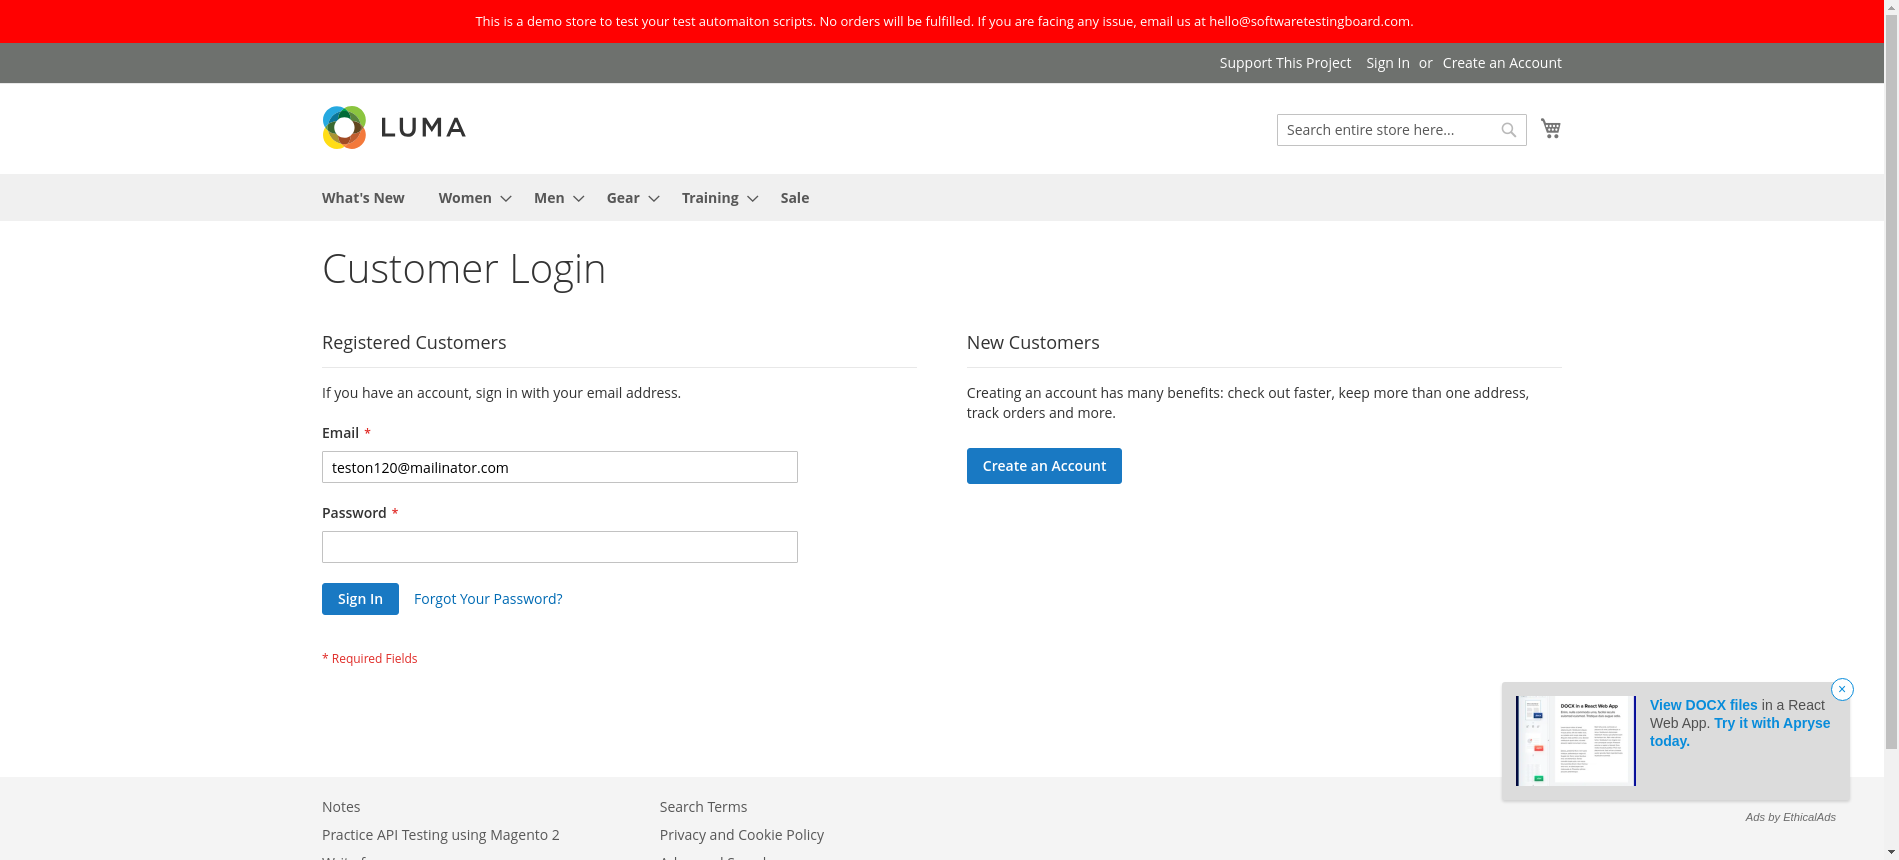 This is a demo store to test your test automaiton scripts. No orders will be fulfilled. If you are facing any issue, email us at hello@softwaretestingboard.com.
Support This Project Sign In or Create an Account
LUMA
Search entire store here...
What's New Women Men Gear Training Sale
Customer Login
Registered Customers
If you have an account, sign in with your email address.
Email *
teston120@mailinator.com
Password *
Sign In Forgot Your Password?
* Required Fields
New Customers
Creating an account has many benefits: check out faster, keep more than one address,
track orders and more.
Create an Account
DOCX in a React Web App
View DOCX files in a React
Web App. Try it with Apryse
today.
Ads by EthicalAds
Notes
Practice API Testing using Magento 2
Search Terms
Privacy and Cookie Policy